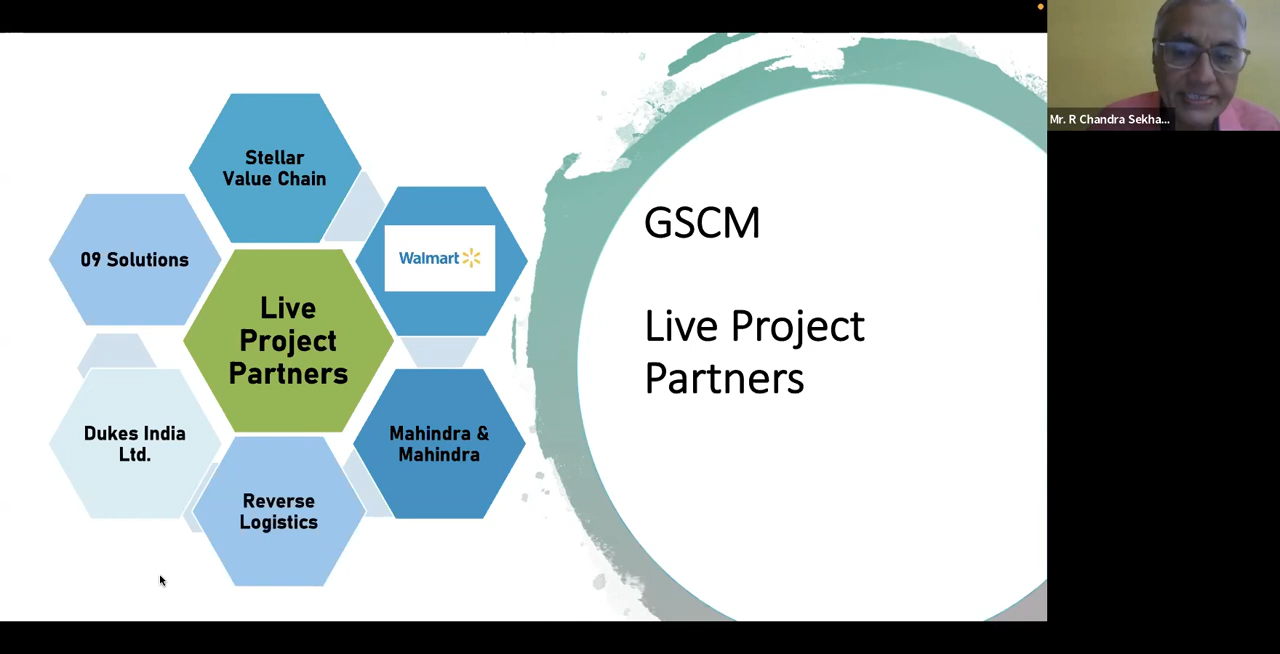 Stellar
Value Chain
09 Solutions
Walmart
Live
Project
Partners
Dukes India
Ltd.
Mahindra &
Mahindra
Reverse
Logistics
GSCM
Live Project
Partners
Mr. R Chandra Sekha...